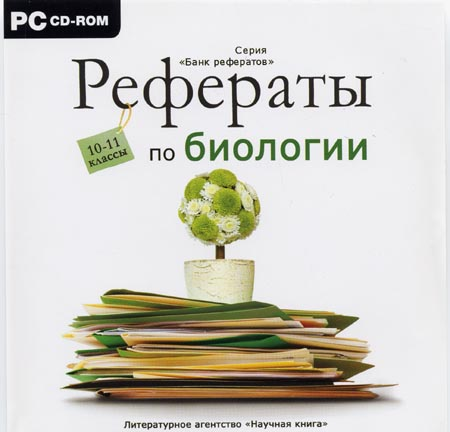 PC CD-ROM
Серия
«Банк рефератов»
Рефераты
10-11
классы
по биологии
Литературное агентство «Научная книга»